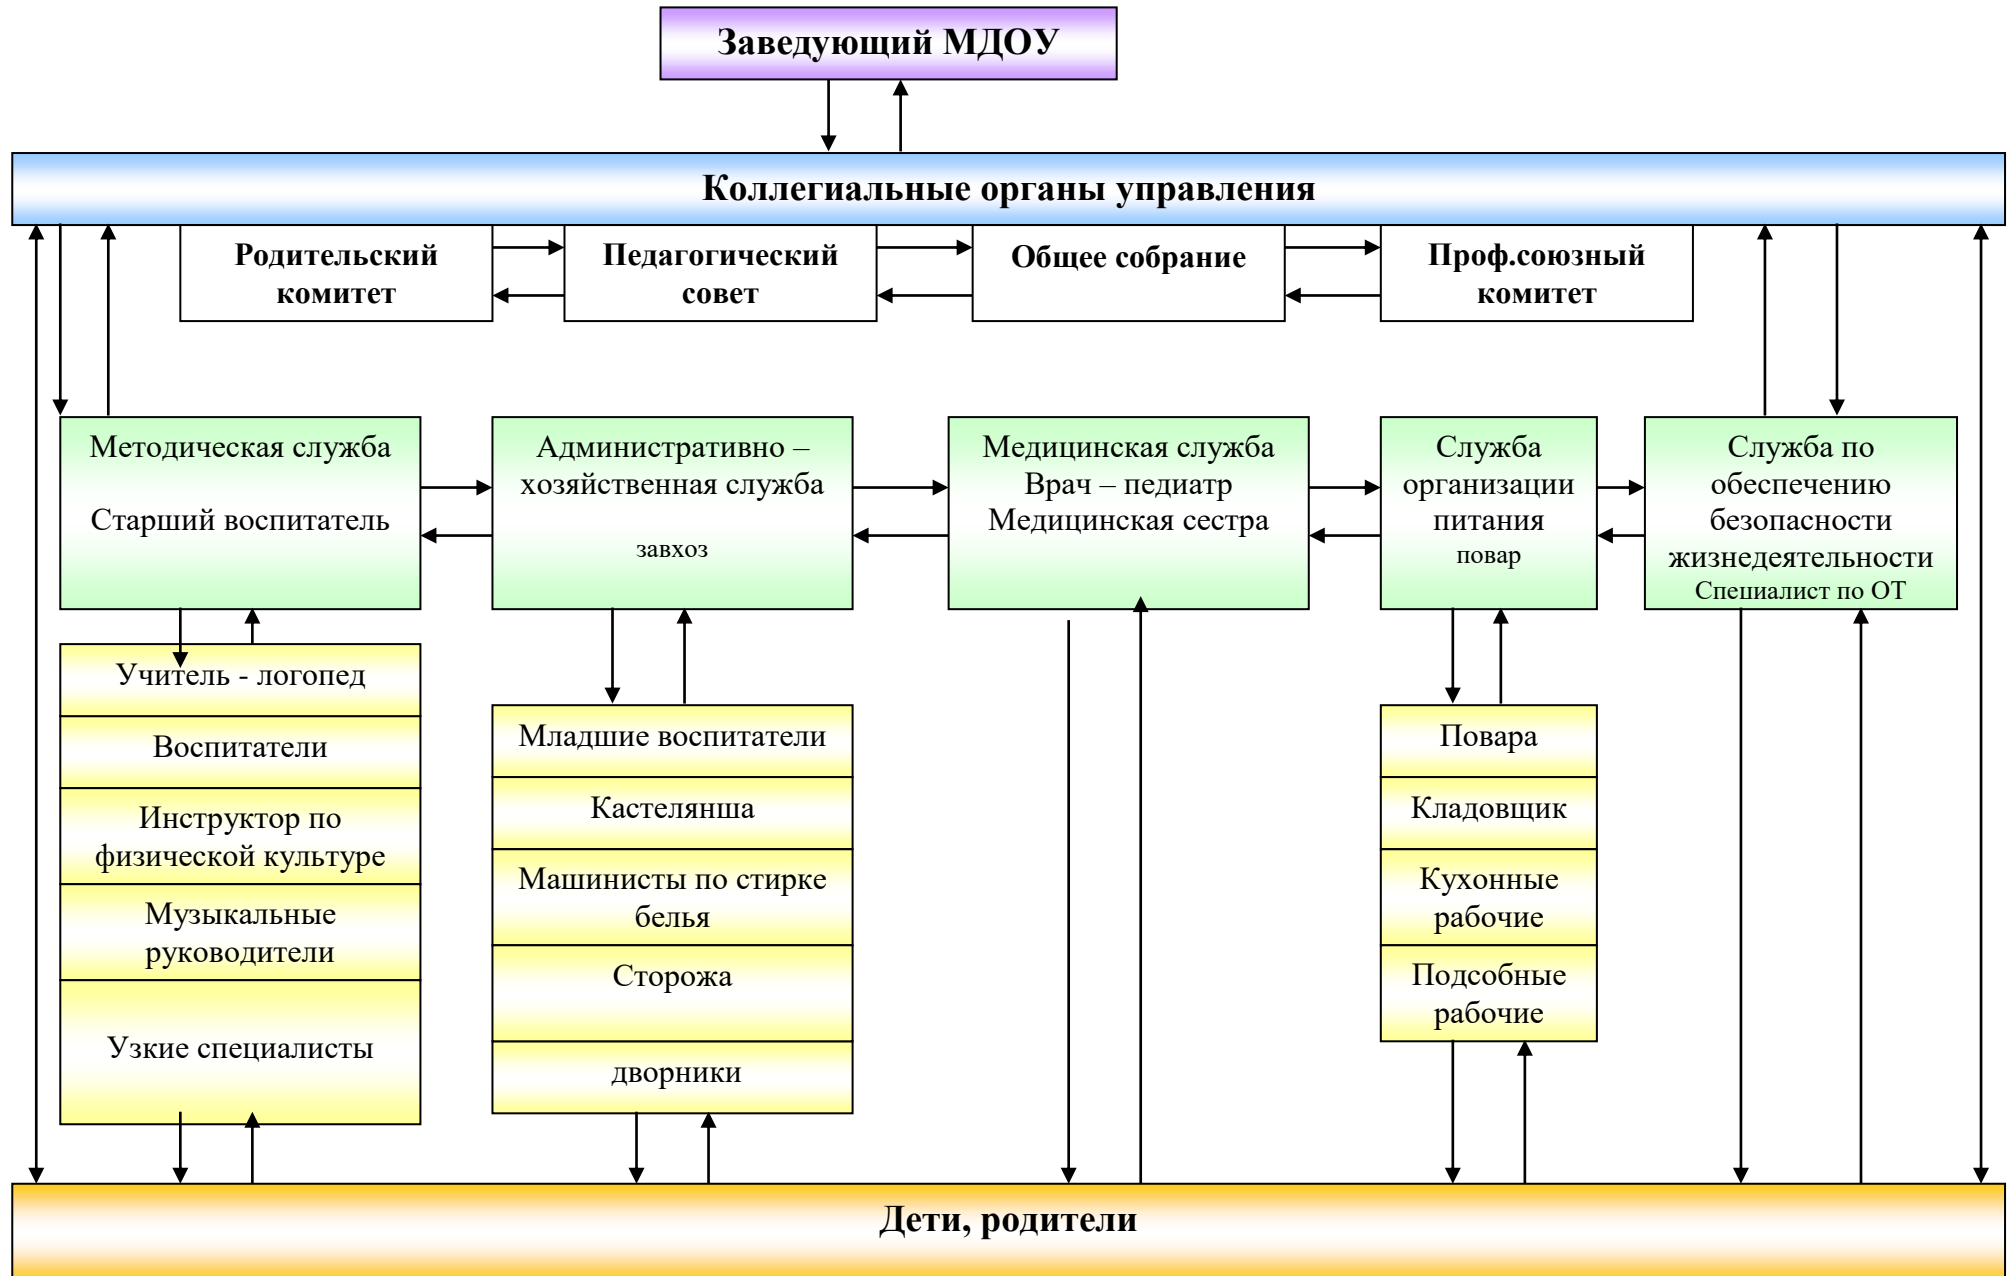 Заведующий МДОУ
Коллегиальные органы управления
Родительский
комитет
Педагогический
совет
Общее собрание
Проф.союзный
комитет
Методическая служба
Старший воспитатель
Административно –
хозяйственная служба
завхоз
Медицинская служба
Врач – педиатр
Медицинская сестра
Служба
организации
питания
повар
Служба по
обеспечению
безопасности
жизнедеятельности
Специалист по ОТ
Учитель - логопед
Воспитатели
Инструктор по
физической культуре
Музыкальные
руководители
Узкие специалисты
Младшие воспитатели
Кастелянша
Машинисты по стирке
белья
Сторожа
дворники
Повара
Кладовщик
Кухонные
рабочие
Подсобные
рабочие
Дети, родители